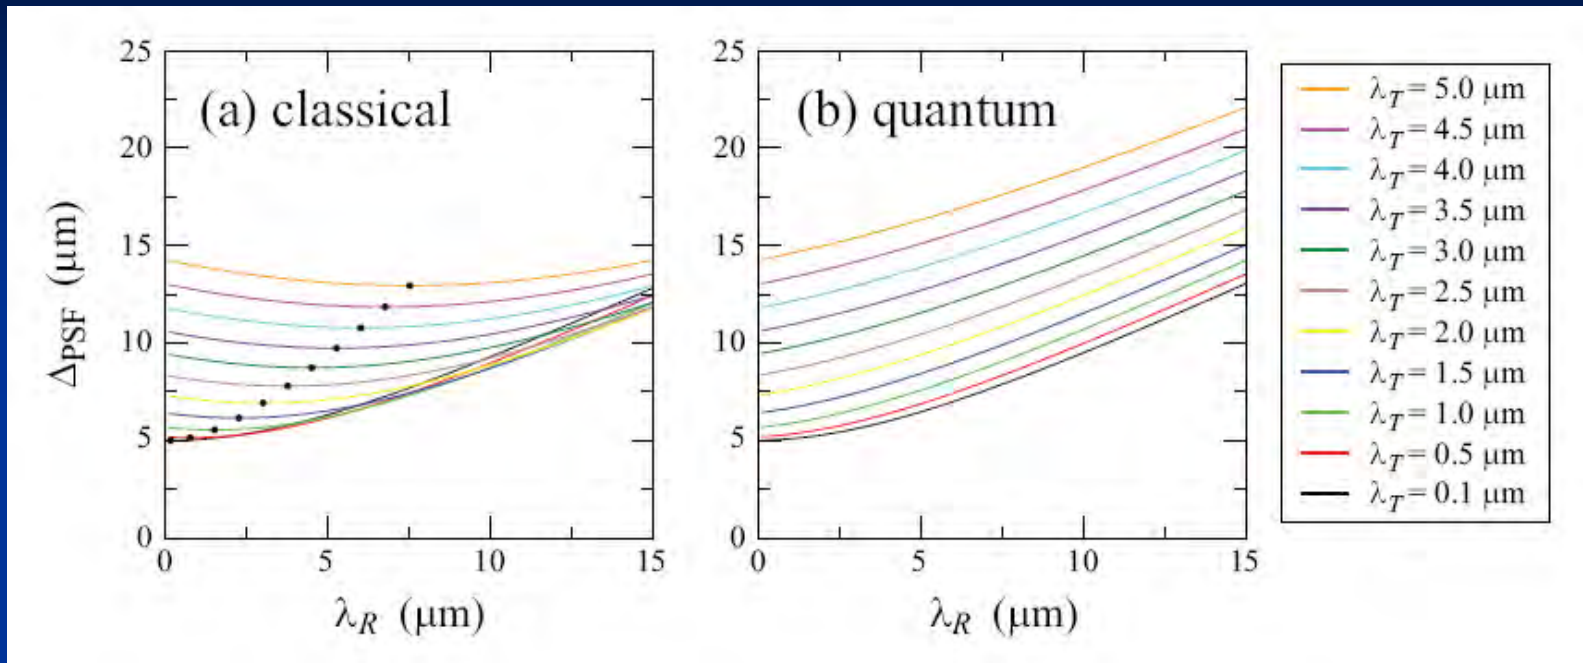 (a) classical
25
20
15
10
5
0
0 5 10 15
Δ_PSF (μm)
λ_R (μm)
(b) quantum
25
20
15
10
5
0
0 5 10 15
λ_R (μm)
λ_T = 5.0 μm
λ_T = 4.5 μm
λ_T = 4.0 μm
λ_T = 3.5 μm
λ_T = 3.0 μm
λ_T = 2.5 μm
λ_T = 2.0 μm
λ_T = 1.5 μm
λ_T = 1.0 μm
λ_T = 0.5 μm
λ_T = 0.1 μm